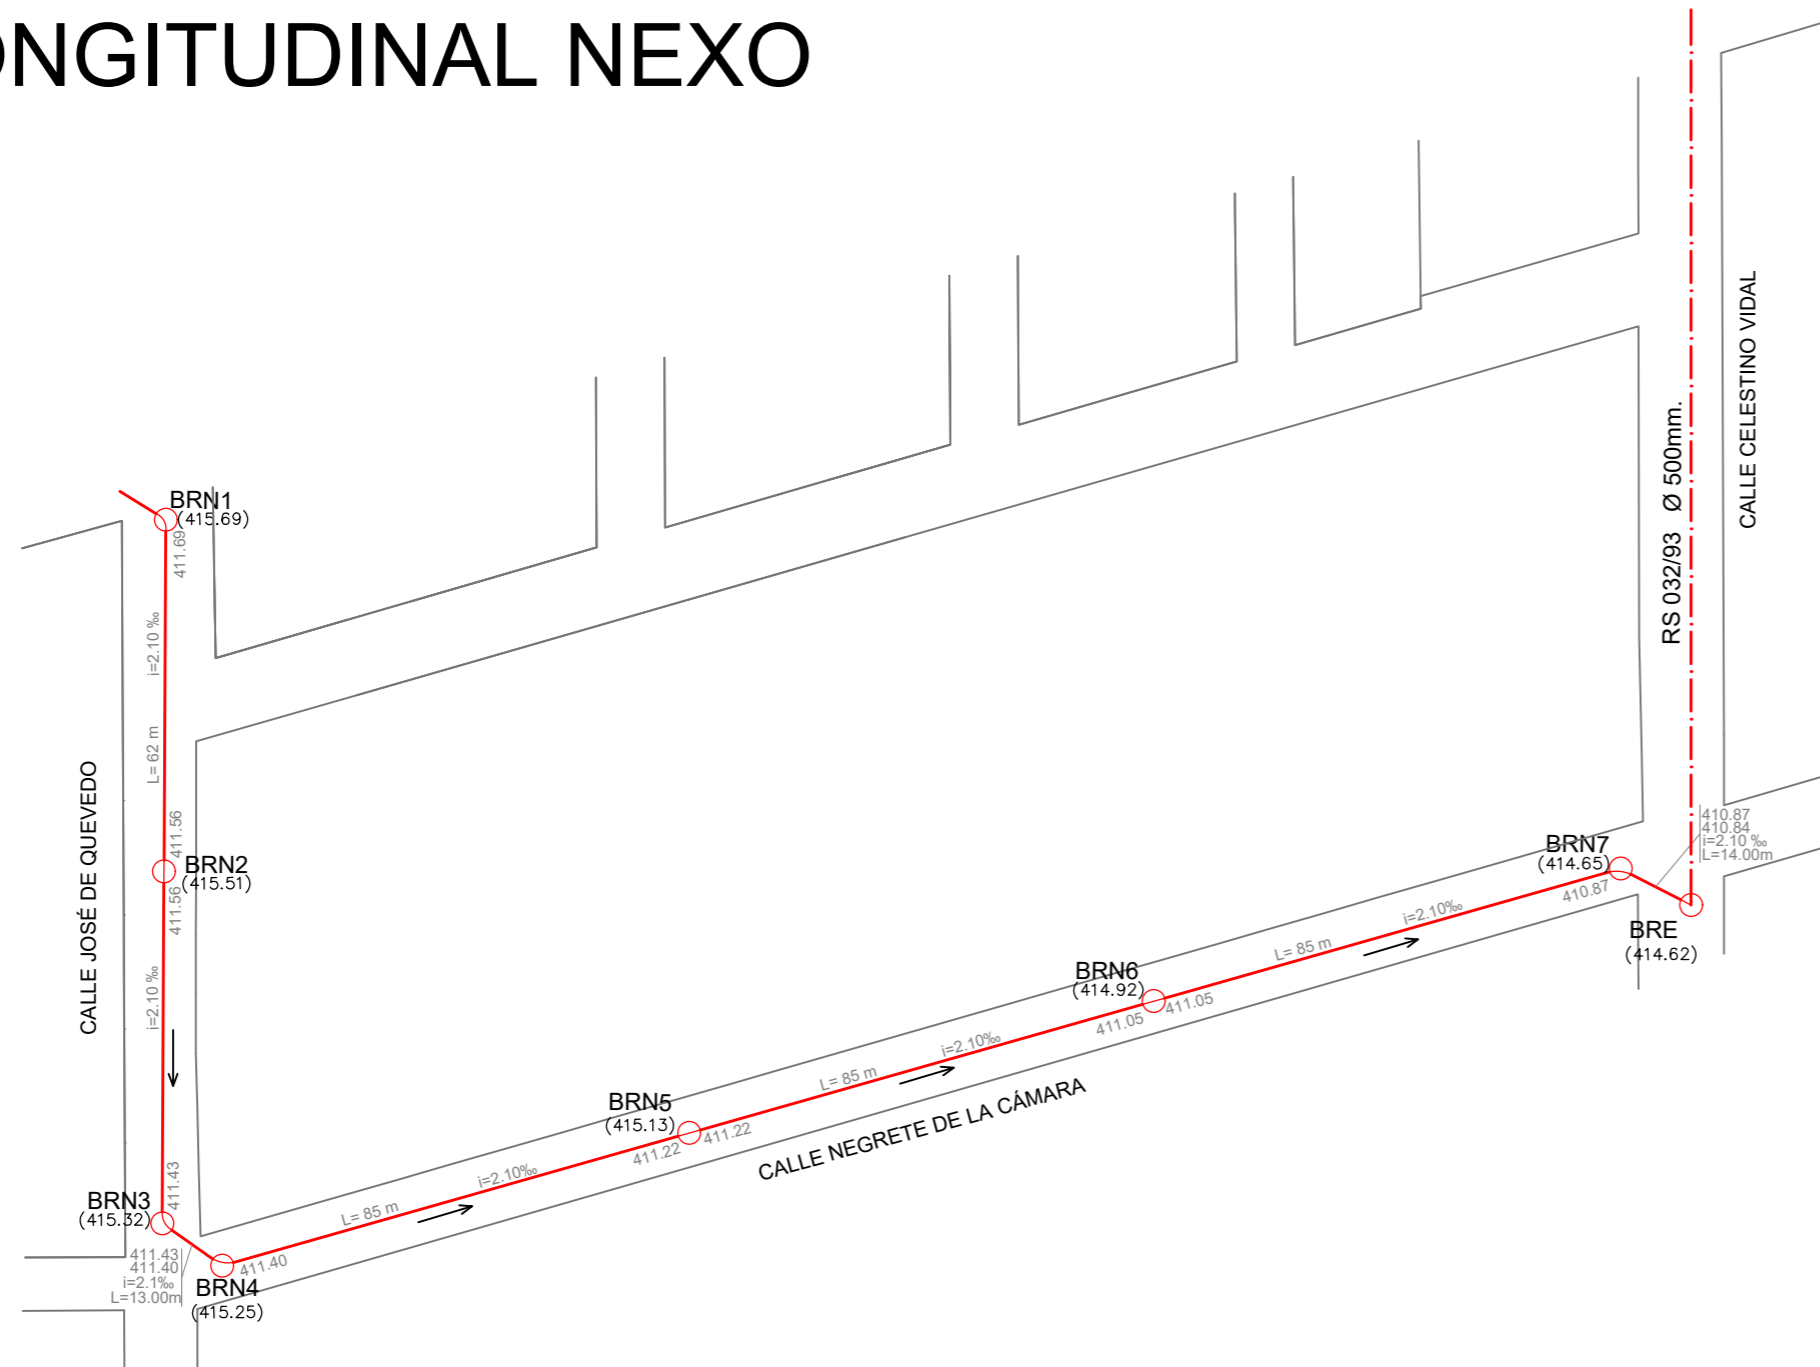 ONGITUDINAL NEXO
BRN1
(415.69)
411.69
i=2.10 ‰
L= 62 m
411.56
BRN2
(415.51)
411.56
i=2.10 ‰
CALLE JOSÉ DE QUEVEDO
411.43
BRN3
(415.32)
411.43
411.40
i=2.1‰
L=13.00m
BRN4
(415.25)
411.40
L= 85 m
i=2.10‰
BRN5
(415.13)
411.22
411.22
L= 85 m
i=2.10‰
CALLE NEGRETE DE LA CÁMARA
BRN6
(414.92)
411.05
411.05
L= 85 m
i=2.10‰
BRN7
(414.65)
410.87
410.87
410.84
i=2.10 ‰
L=14.00m
BRE
(414.62)
RS 032/93 Ø 500mm.
CALLE CELESTINO VIDAL